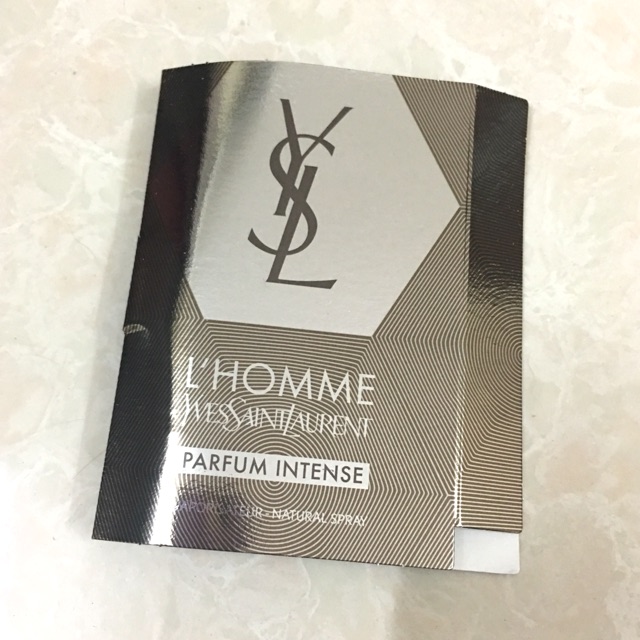 YSL
L'HOMME
YVESSAINTLAURENT
PARFUM INTENSE
VAPORISATEUR - NATURAL SPRAY